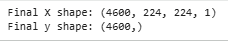 Final X shape: (4600, 224, 224, 1)
Final y shape: (4600,)